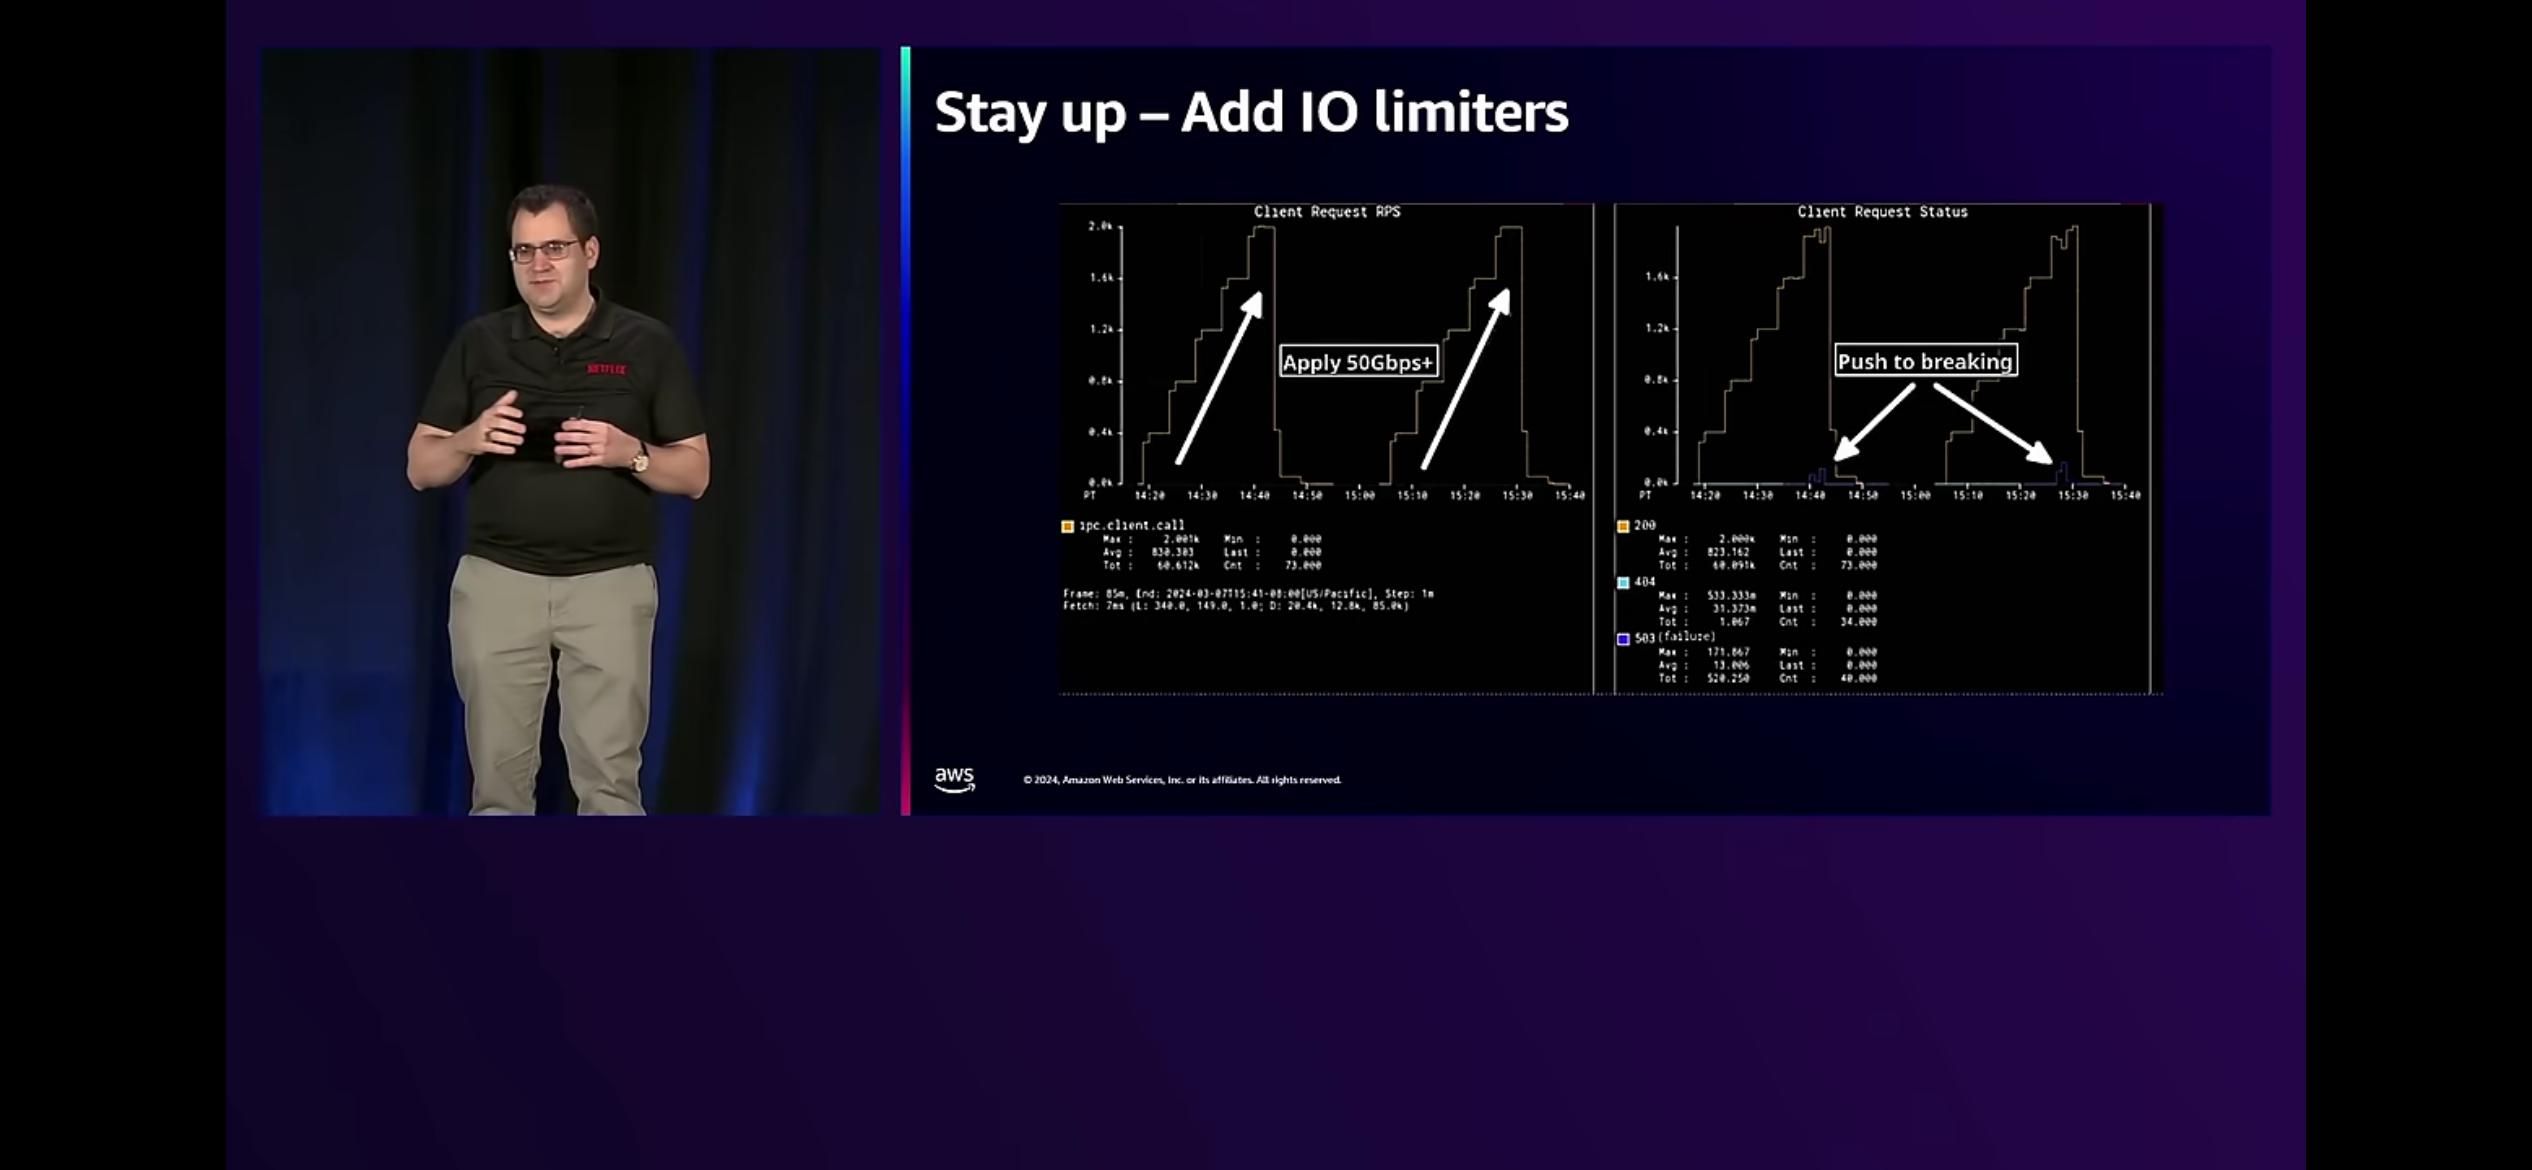 NETFLIX
Stay up – Add IO limiters
Client Request RPS
2.0k
1.6k
1.2k
0.8k
0.4k
0.0k
PT 14:20 14:30 14:40 14:50 15:00 15:10 15:20 15:30 15:40
Apply 50Gbps+
ipc.client.call
Max : 2.001k Min : 0.000
Avg : 830.303 Last : 0.000
Tot : 60.612k Cnt : 73.000
Frame: 85m, End: 2024-03-07T15:41-08:00[US/Pacific], Step: 1m
Fetch: 7ms (L: 340.0, 149.0, 1.0; D: 20.4k, 12.8k, 85.0k)
Client Request Status
1.6k
1.2k
0.8k
0.4k
0.0k
PT 14:20 14:30 14:40 14:50 15:00 15:10 15:20 15:30 15:40
Push to breaking
200
Max : 2.000k Min : 0.000
Avg : 823.162 Last : 0.000
Tot : 60.091k Cnt : 73.000
404
Max : 533.333m Min : 0.000
Avg : 31.373m Last : 0.000
Tot : 1.067 Cnt : 34.000
503(failure)
Max : 171.867 Min : 0.000
Avg : 13.006 Last : 0.000
Tot : 520.250 Cnt : 40.000
aws
© 2024, Amazon Web Services, Inc. or its affiliates. All rights reserved.